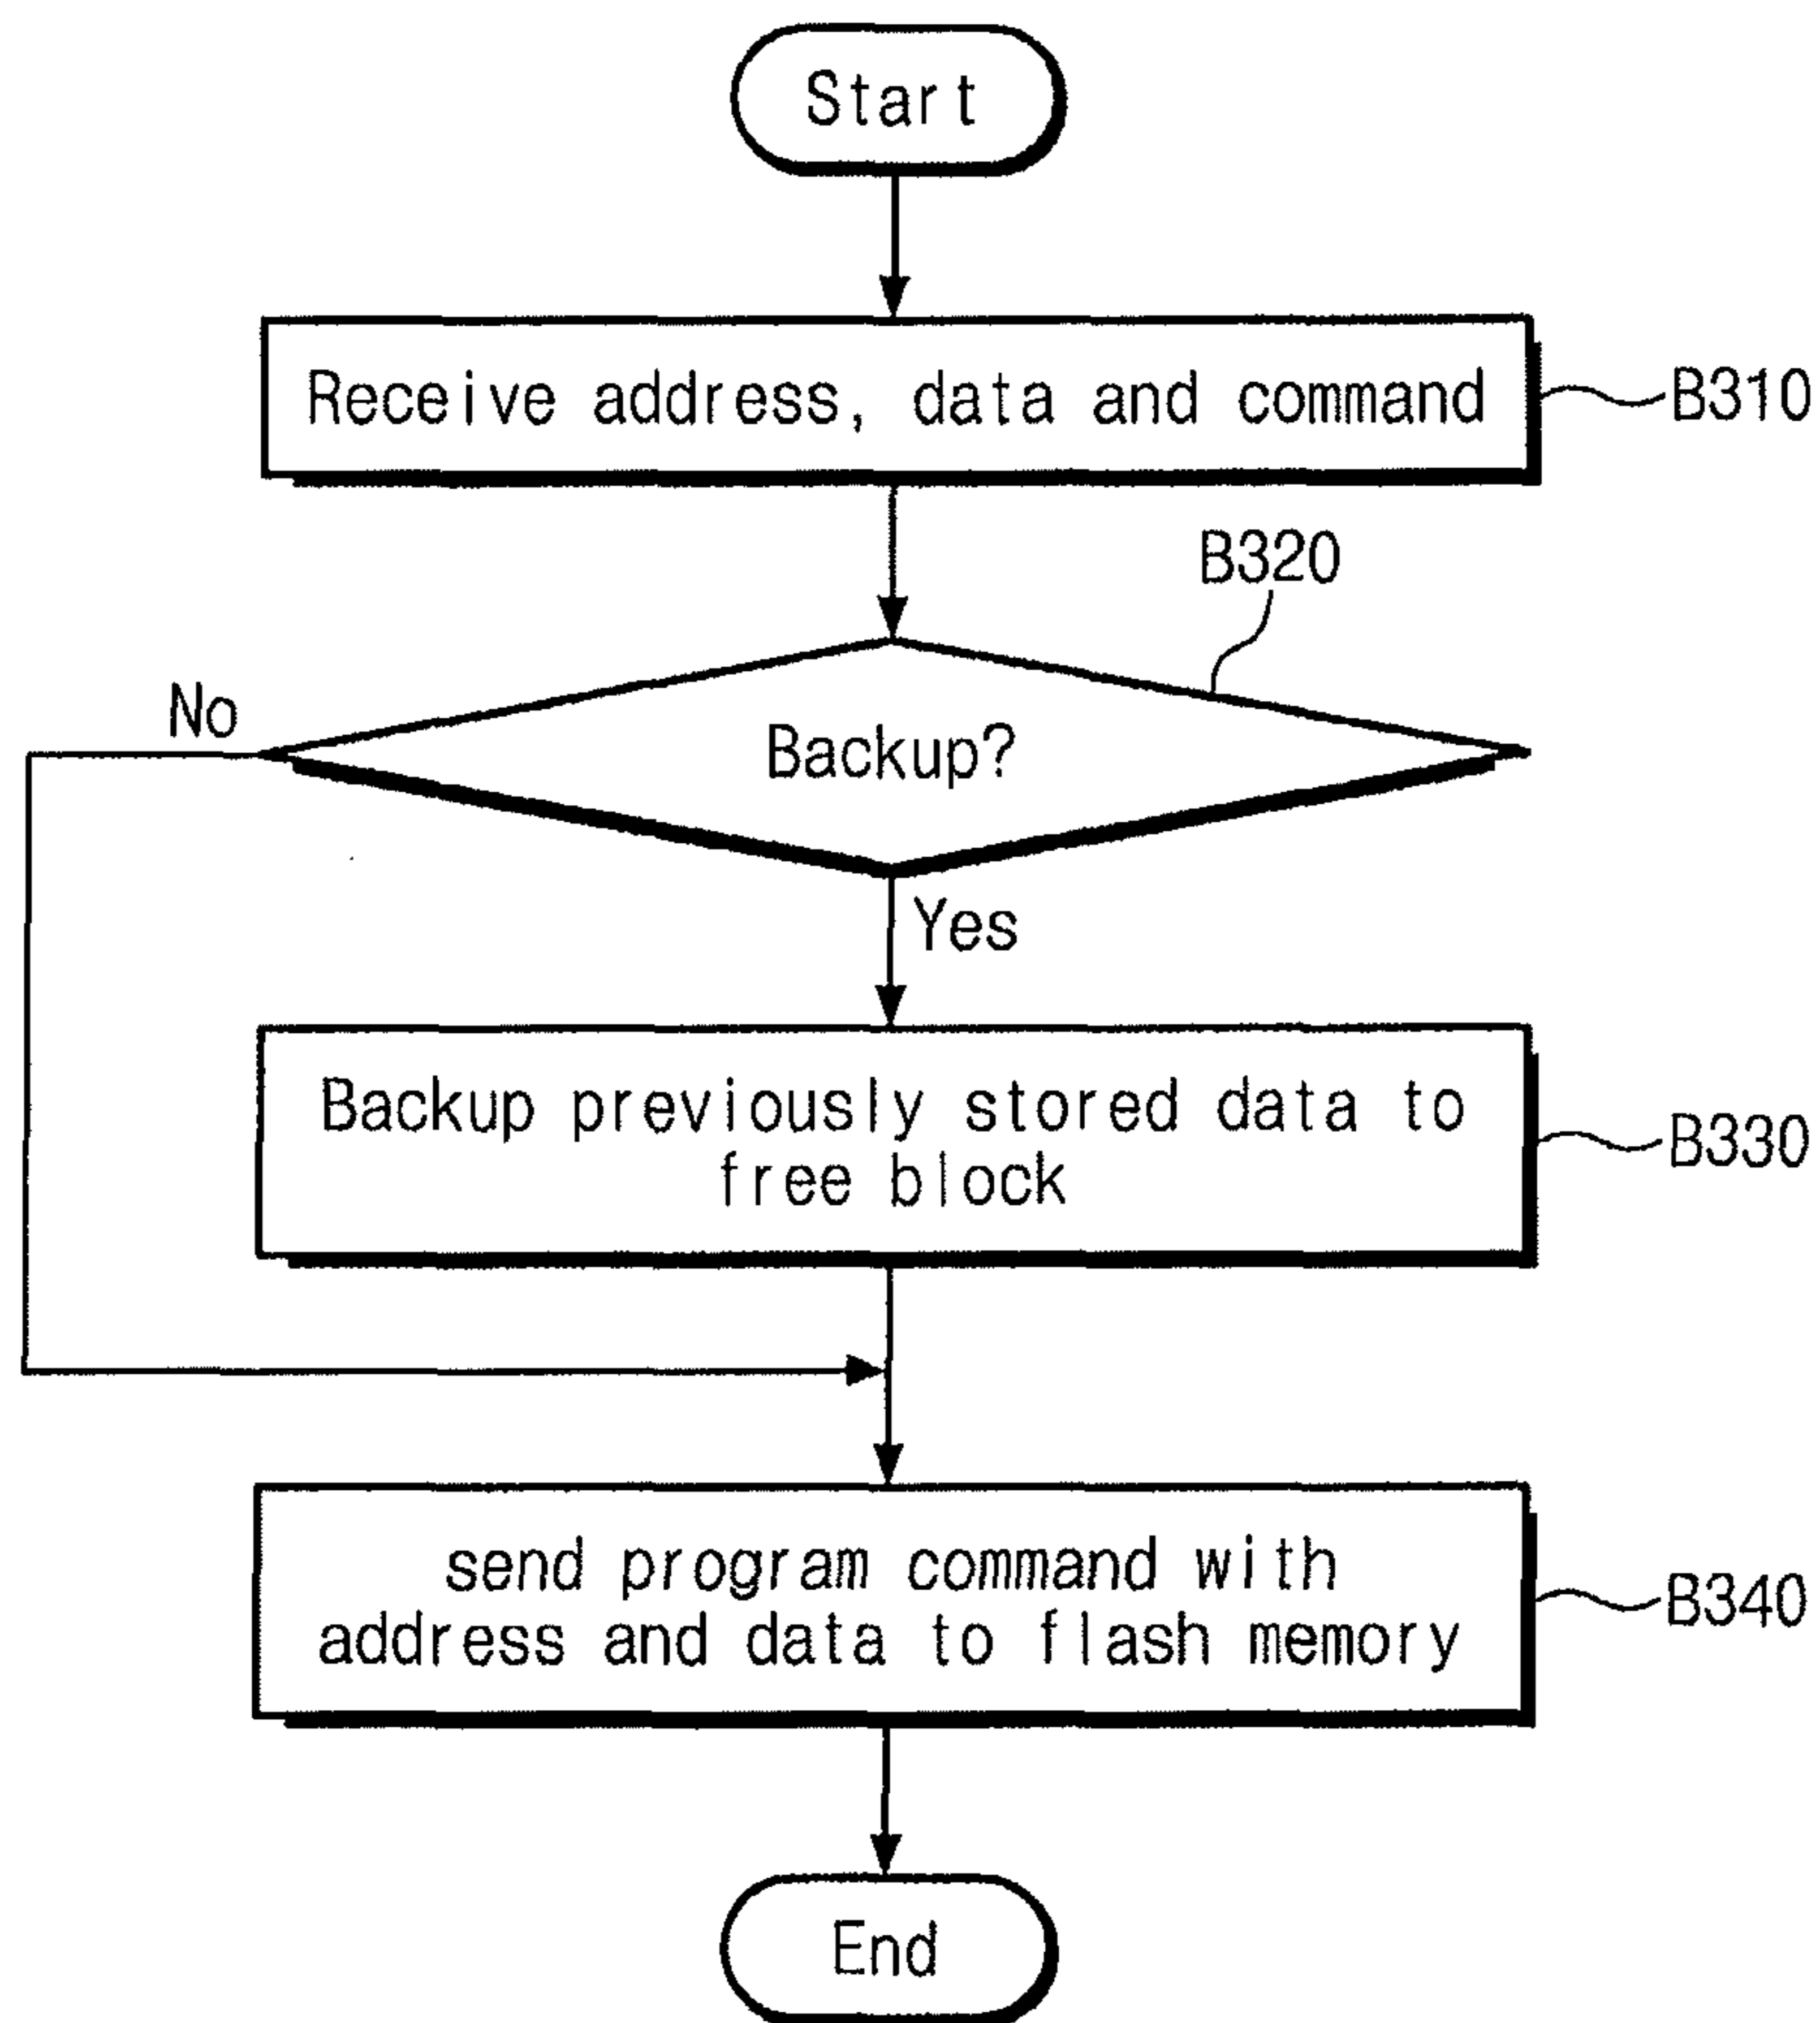 Start
Receive address, data and command
B310
B320
Backup?
No
Yes
Backup previously stored data to
free block
B330
send program command with
address and data to flash memory
B340
End